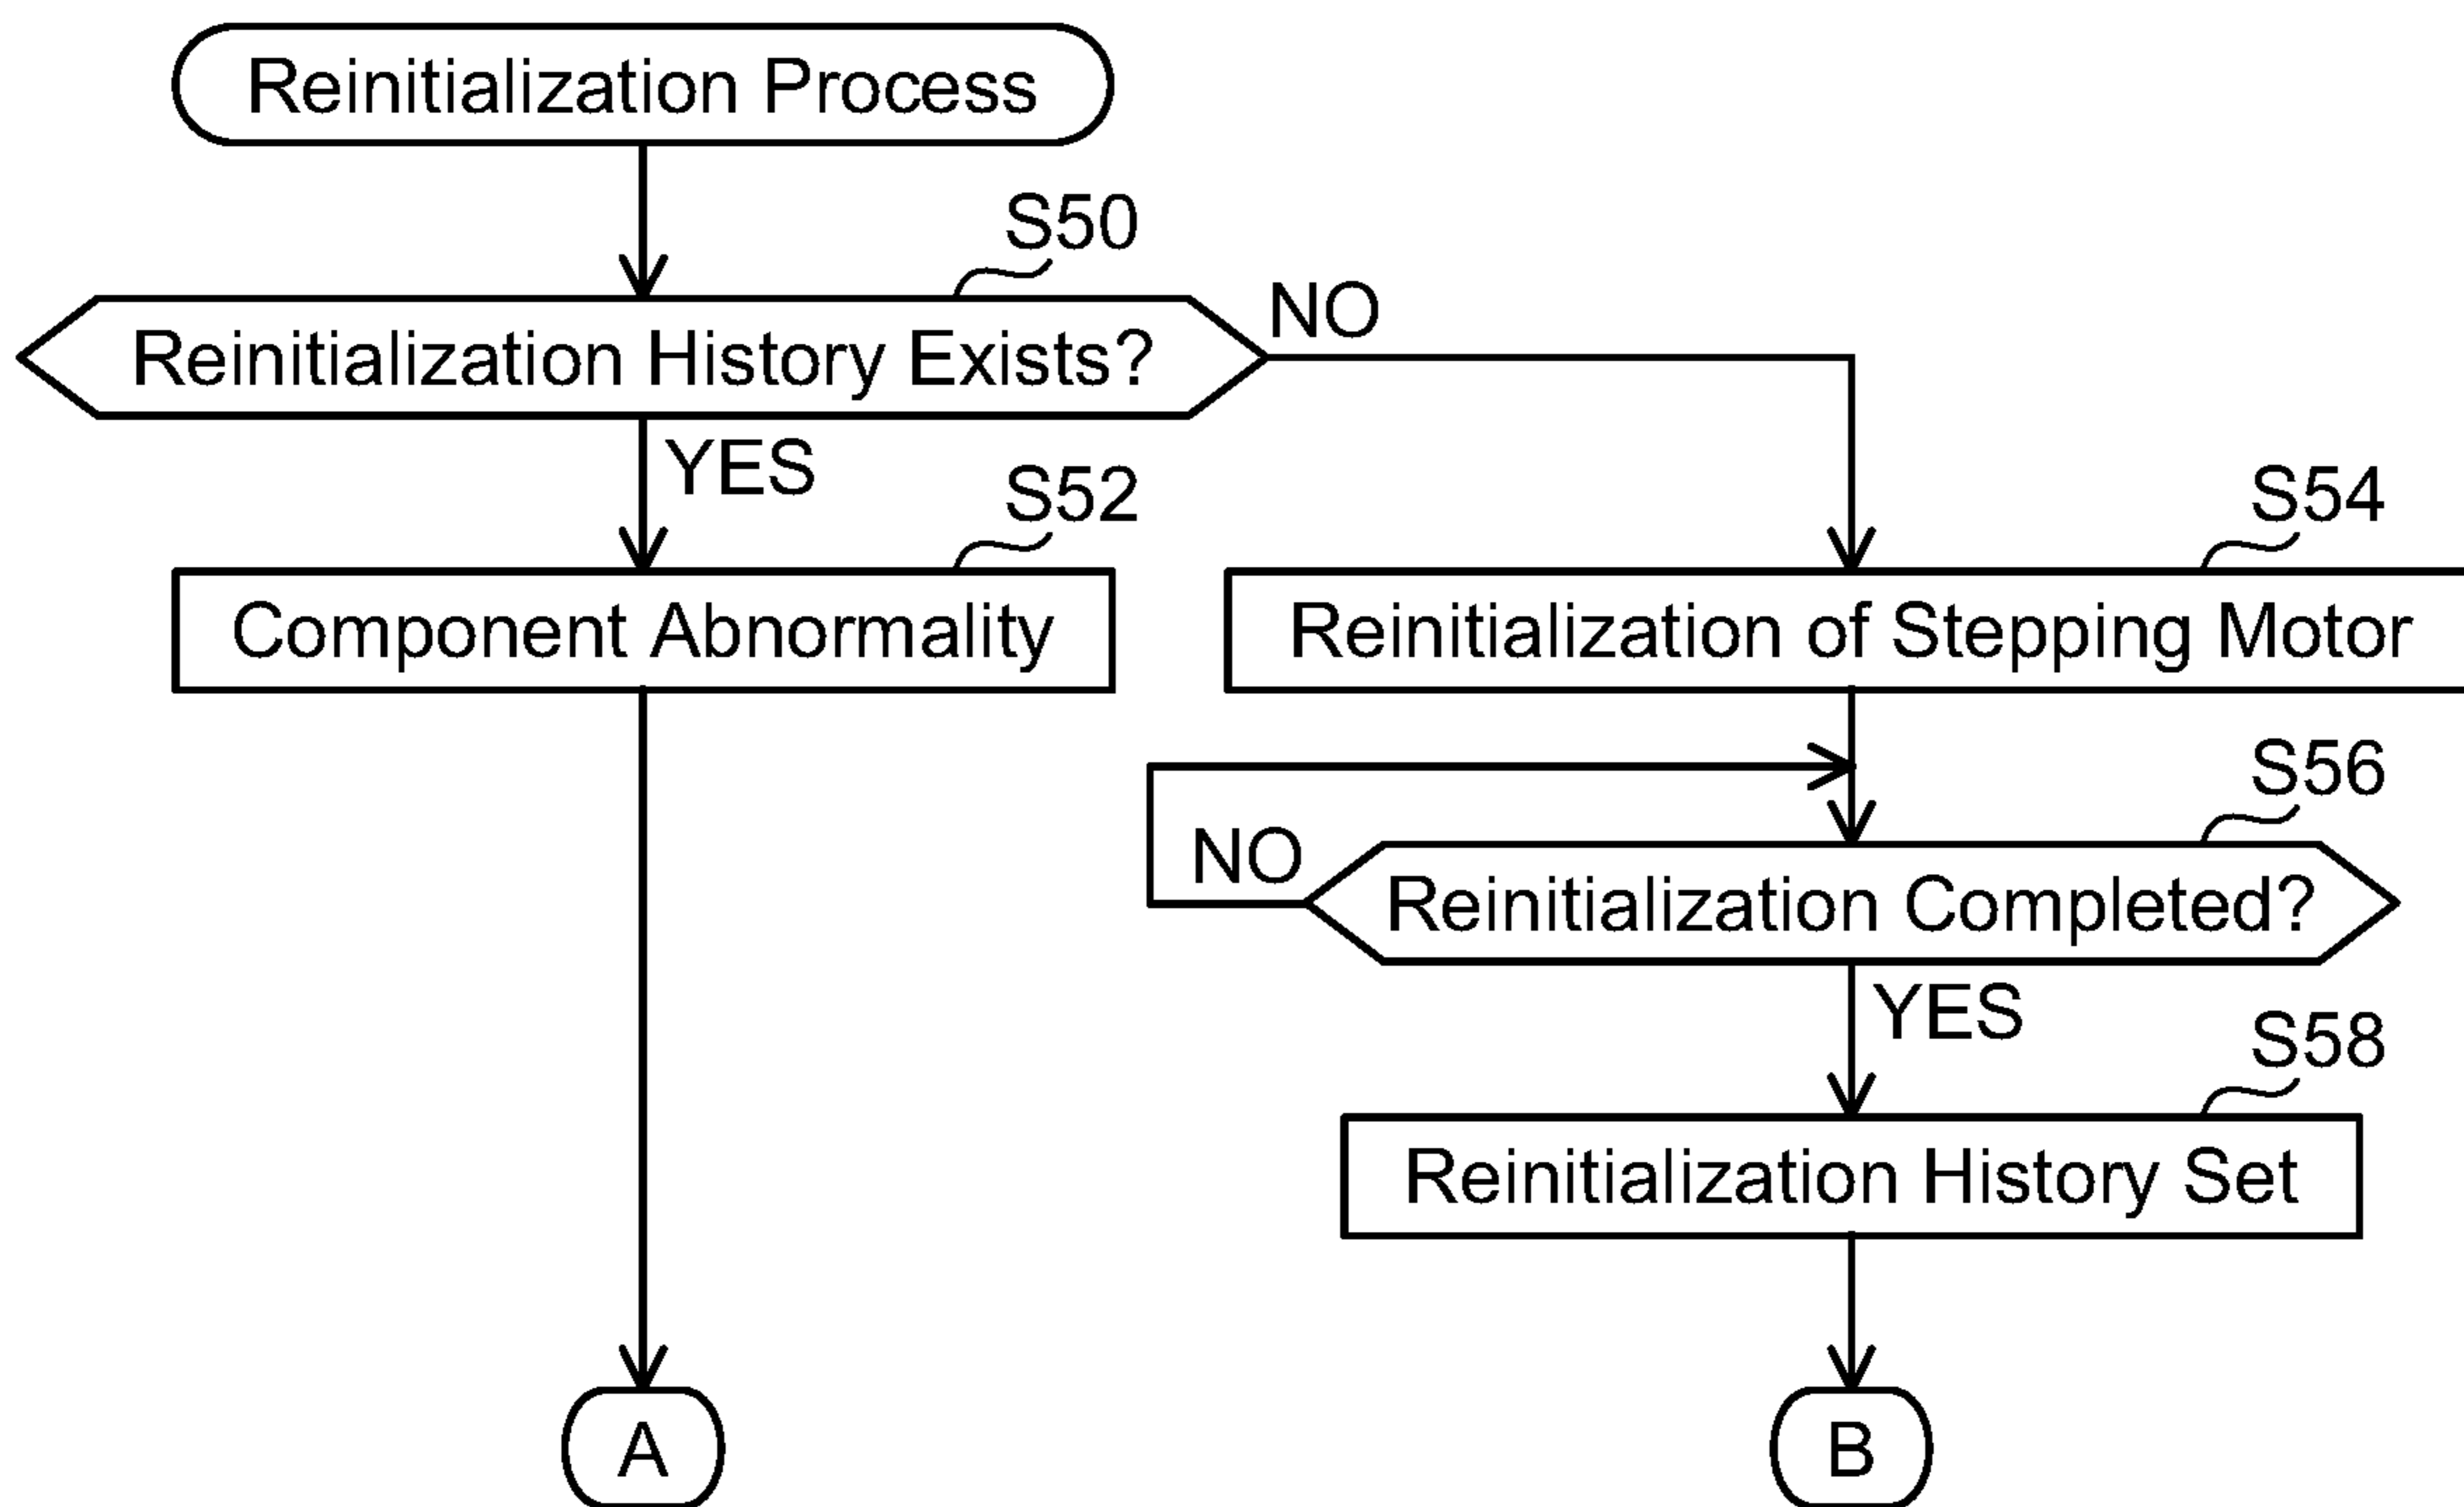 Reinitialization Process
S50
Reinitialization History Exists?
NO
YES
S52
Component Abnormality
S54
Reinitialization of Stepping Motor
S56
NO
Reinitialization Completed?
YES
S58
Reinitialization History Set
A
B